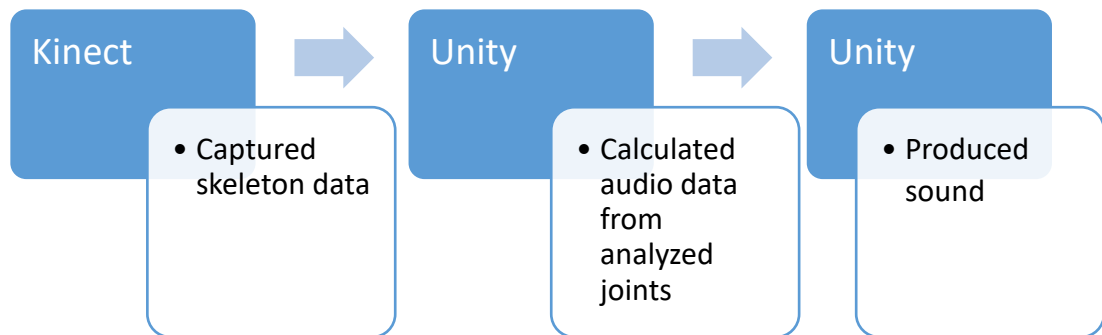 Kinect
• Captured
skeleton data
Unity
• Calculated
audio data
from
analyzed
joints
Unity
• Produced
sound